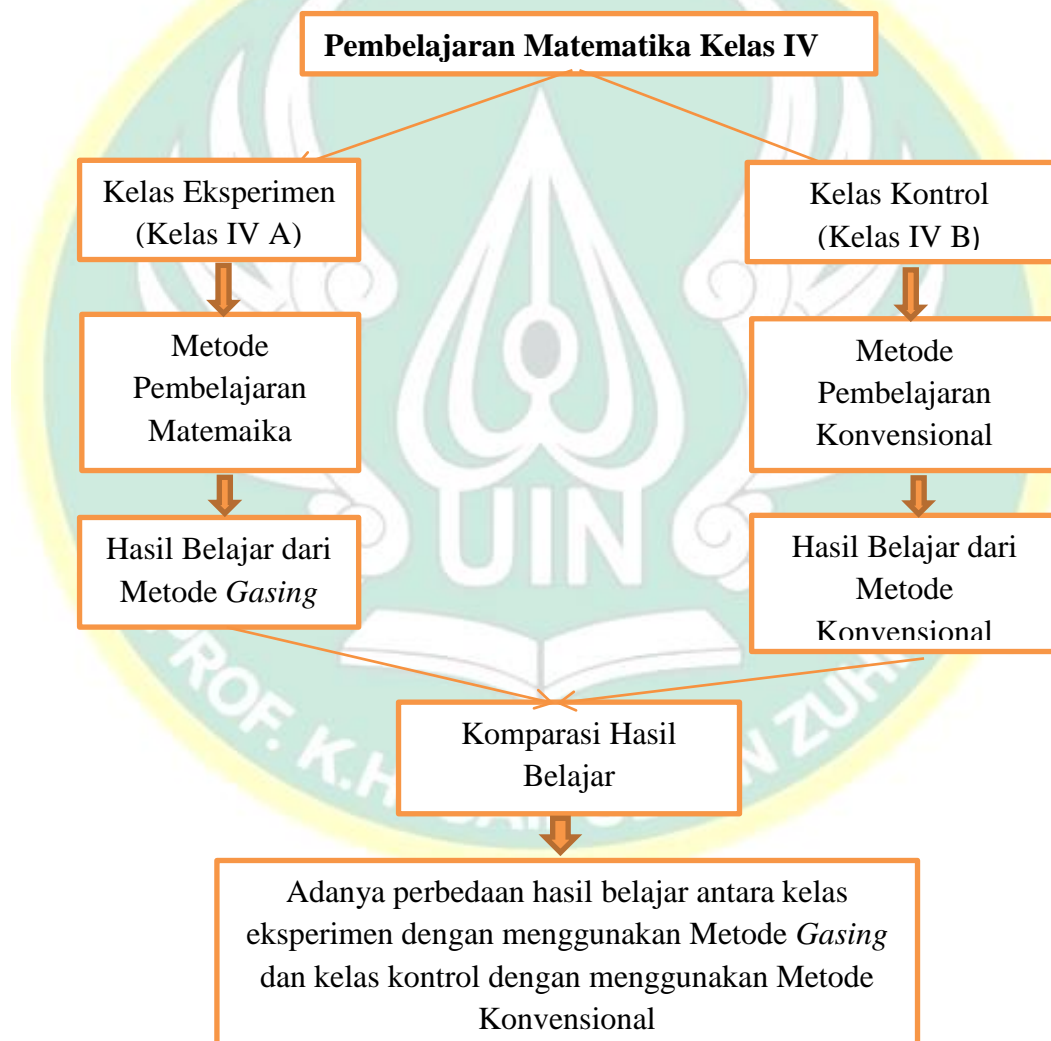 Pembelajaran Matematika Kelas IV
Kelas Eksperimen
(Kelas IV A)
Kelas Kontrol
(Kelas IV B)
Metode
Pembelajaran
Matemaika
Metode
Pembelajaran
Konvensional
Hasil Belajar dari
Metode Gasing
Hasil Belajar dari
Metode
Konvensional
UIN
PROF. K.H.
Komparasi Hasil
Belajar
Adanya perbedaan hasil belajar antara kelas
eksperimen dengan menggunakan Metode Gasing
dan kelas kontrol dengan menggunakan Metode
Konvensional